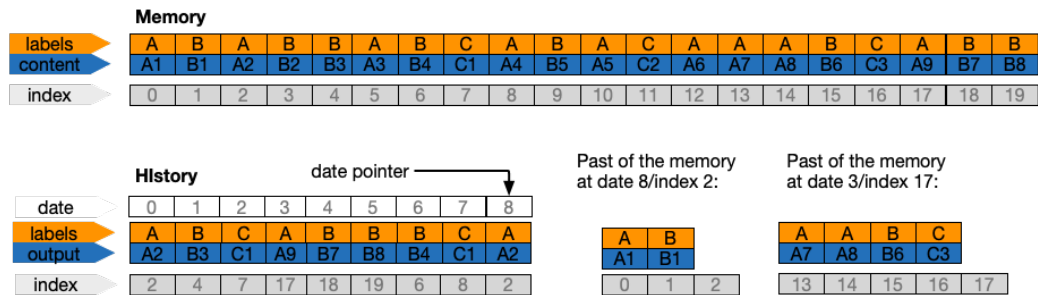 Memory
labels A B A B B A B C A B A C A A A B C A B B
content A1 B1 A2 B2 B3 A3 B4 C1 A4 B5 A5 C2 A6 A7 A8 B6 C3 A9 B7 B8
index 0 1 2 3 4 5 6 7 8 9 10 11 12 13 14 15 16 17 18 19
HIstory
date pointer
date 0 1 2 3 4 5 6 7 8
labels A B C A B B B C A
output A2 B3 C1 A9 B7 B8 B4 C1 A2
index 2 4 7 17 18 19 6 8 2
Past of the memory
at date 8/index 2:
A B
A1 B1
0 1 2
Past of the memory
at date 3/index 17:
A A B C
A7 A8 B6 C3
13 14 15 16 17